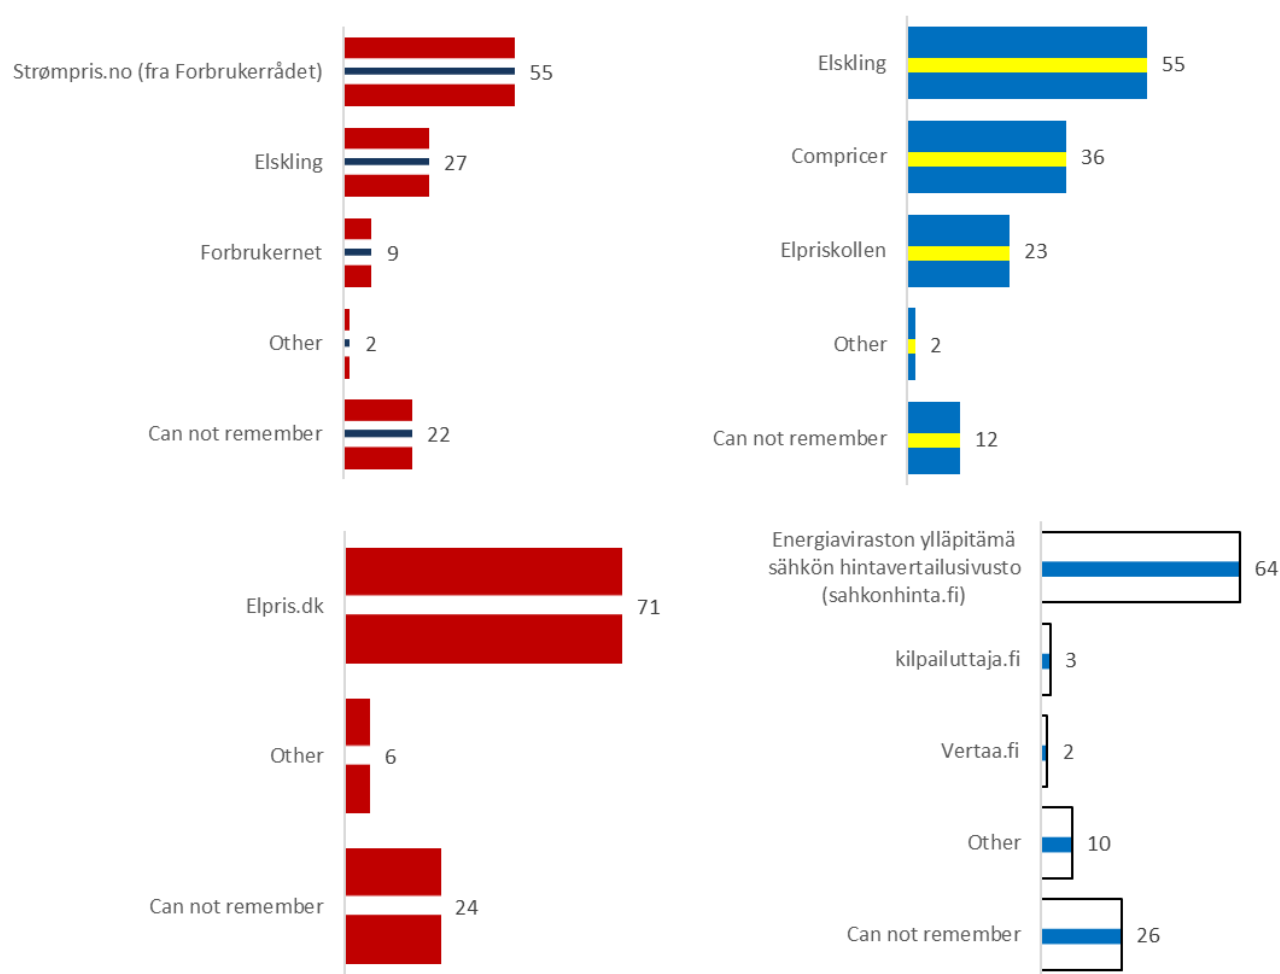 Strømpris.no (fra Forbrukerrådet)
55
Elskling
27
Forbrukernet
9
Other
2
Can not remember
22
Elskling
55
Compricer
36
Elpriskollen
23
Other
2
Can not remember
12
Elpris.dk
71
Other
6
Can not remember
24
Energiaviraston ylläpitämä
sähkön hintavertailusivusto
(sahkonhinta.fi)
64
kilpailuttaja.fi
3
Vertaa.fi
2
Other
10
Can not remember
26